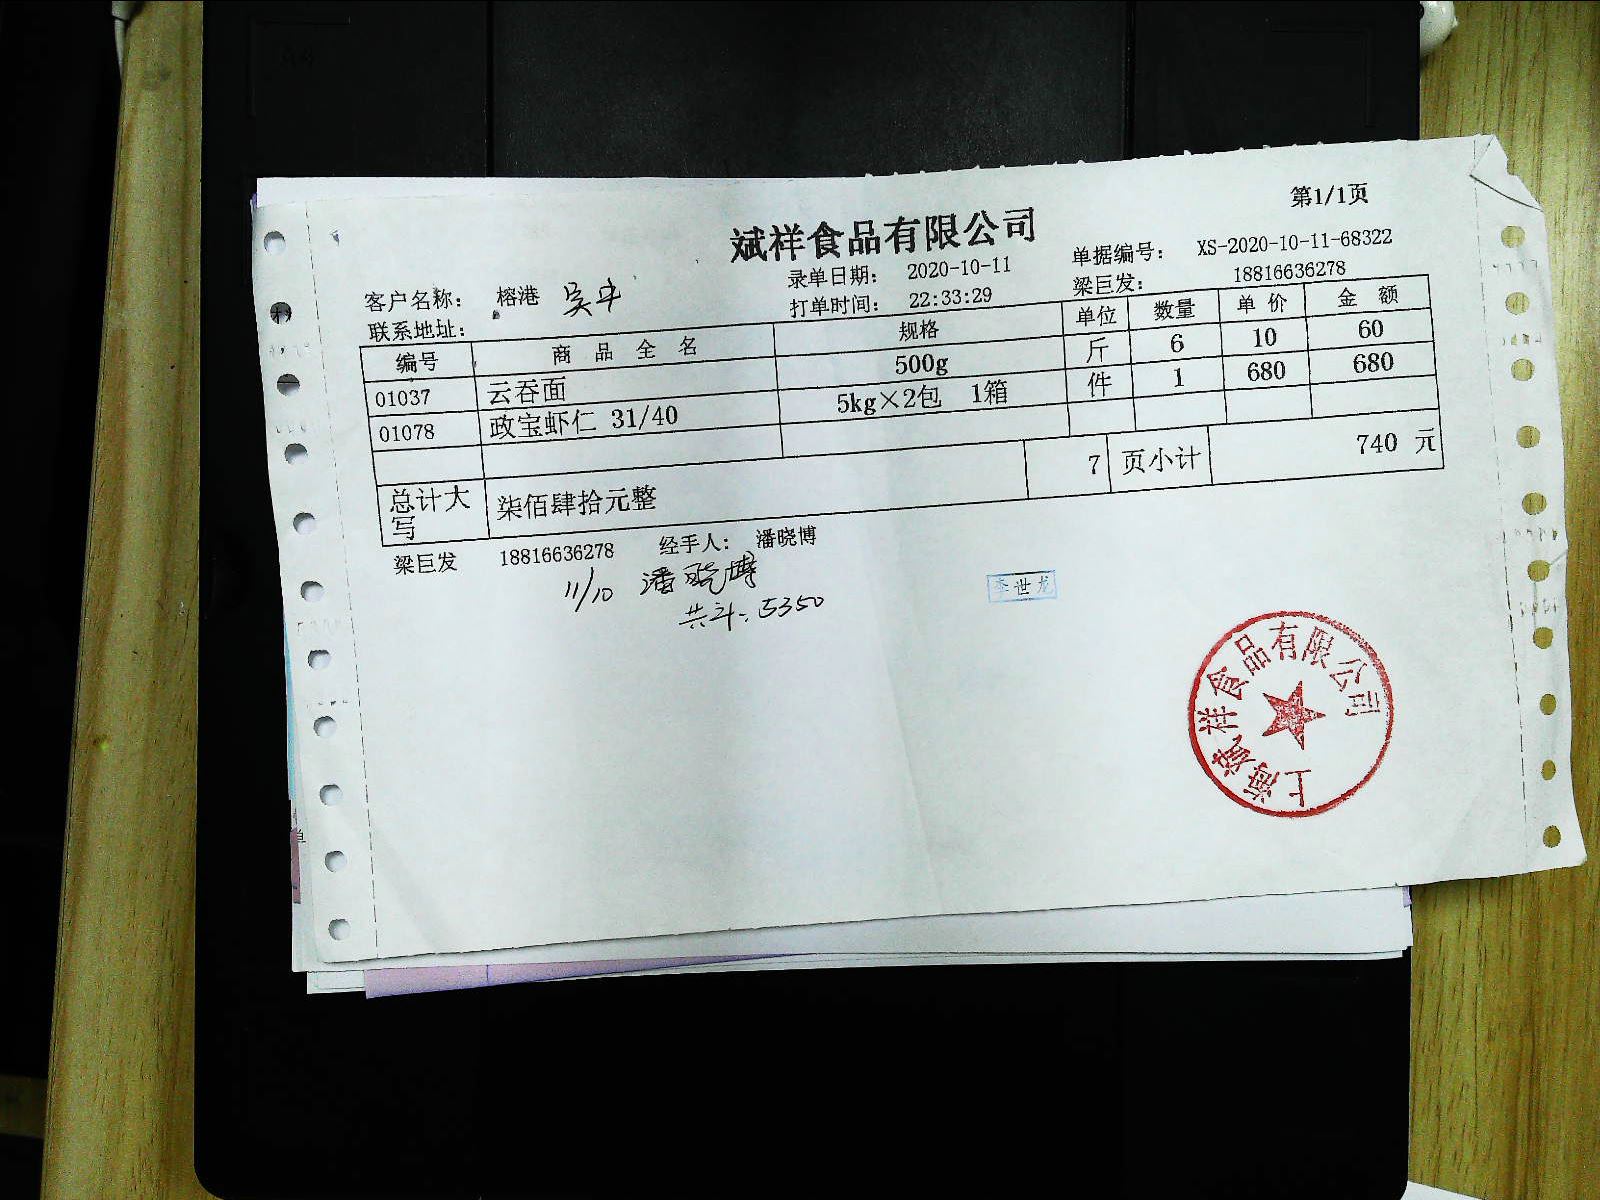 第1/1页
斌祥食品有限公司
录单日期： 2020-10-11 单据编号： XS-2020-10-11-68322
客户名称： 榕港 打单时间： 22:33:29 梁巨发： 18816636278
联系地址：
编号 商 品 全 名 规格 单位 数量 单 价 金 额
01037 云吞面 500g 斤 6 10 60
01078 政宝虾仁 31/40 5kg×2包 1箱 件 1 680 680
7 页小计 740 元
总计大写 柒佰肆拾元整
梁巨发 18816636278 经手人： 潘晓博
11/10 潘晓博
共斗：5350
李世龙
上海斌祥食品有限公司